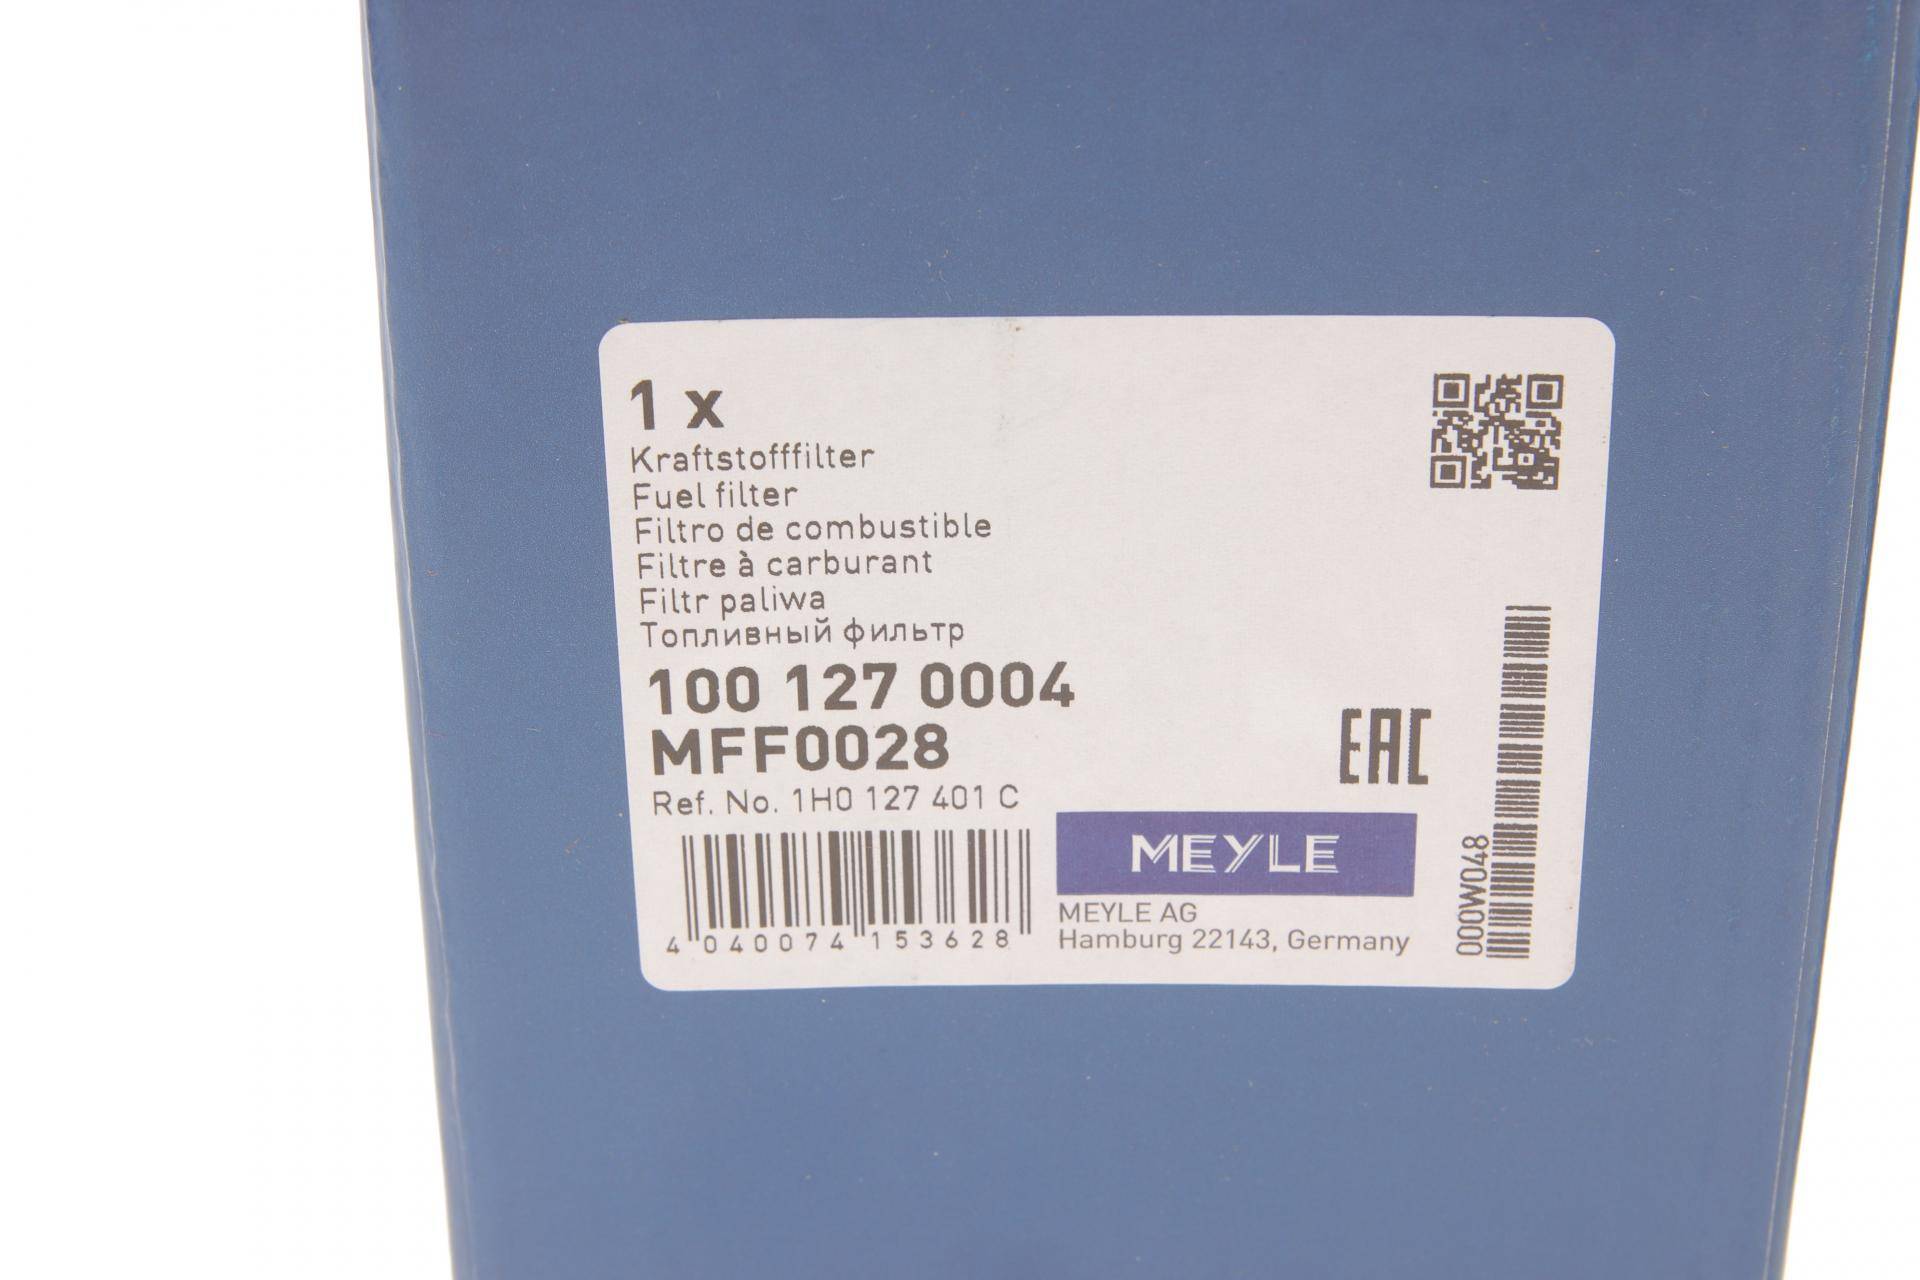 1 x
Kraftstofffilter
Fuel filter
Filtro de combustible
Filtre à carburant
Filtr paliwa
Топливный фильтр
100 127 0004
MFF0028
Ref. No. 1H0 127 401 C
4 040074 153628
EAC
MEYLE
MEYLE AG
Hamburg 22143, Germany
000W048